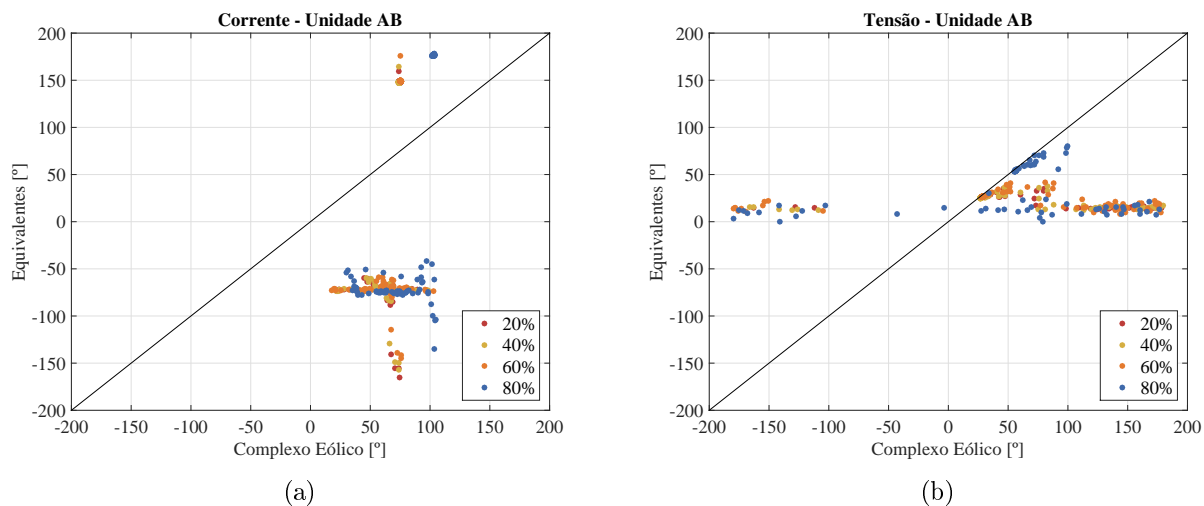 Corrente - Unidade AB
200
150
100
50
0
-50
-100
-150
-200
Equivalentes [º]
-200 -150 -100 -50 0 50 100 150 200
Complexo Eólico [º]
20%
40%
60%
80%
(a)
Tensão - Unidade AB
200
150
100
50
0
-50
-100
-150
-200
Equivalentes [º]
-200 -150 -100 -50 0 50 100 150 200
Complexo Eólico [º]
20%
40%
60%
80%
(b)